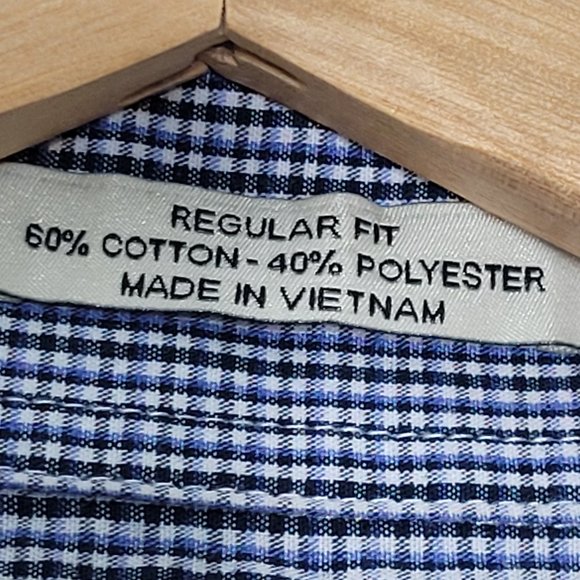 REGULAR FIT
60% COTTON - 40% POLYESTER
MADE IN VIETNAM